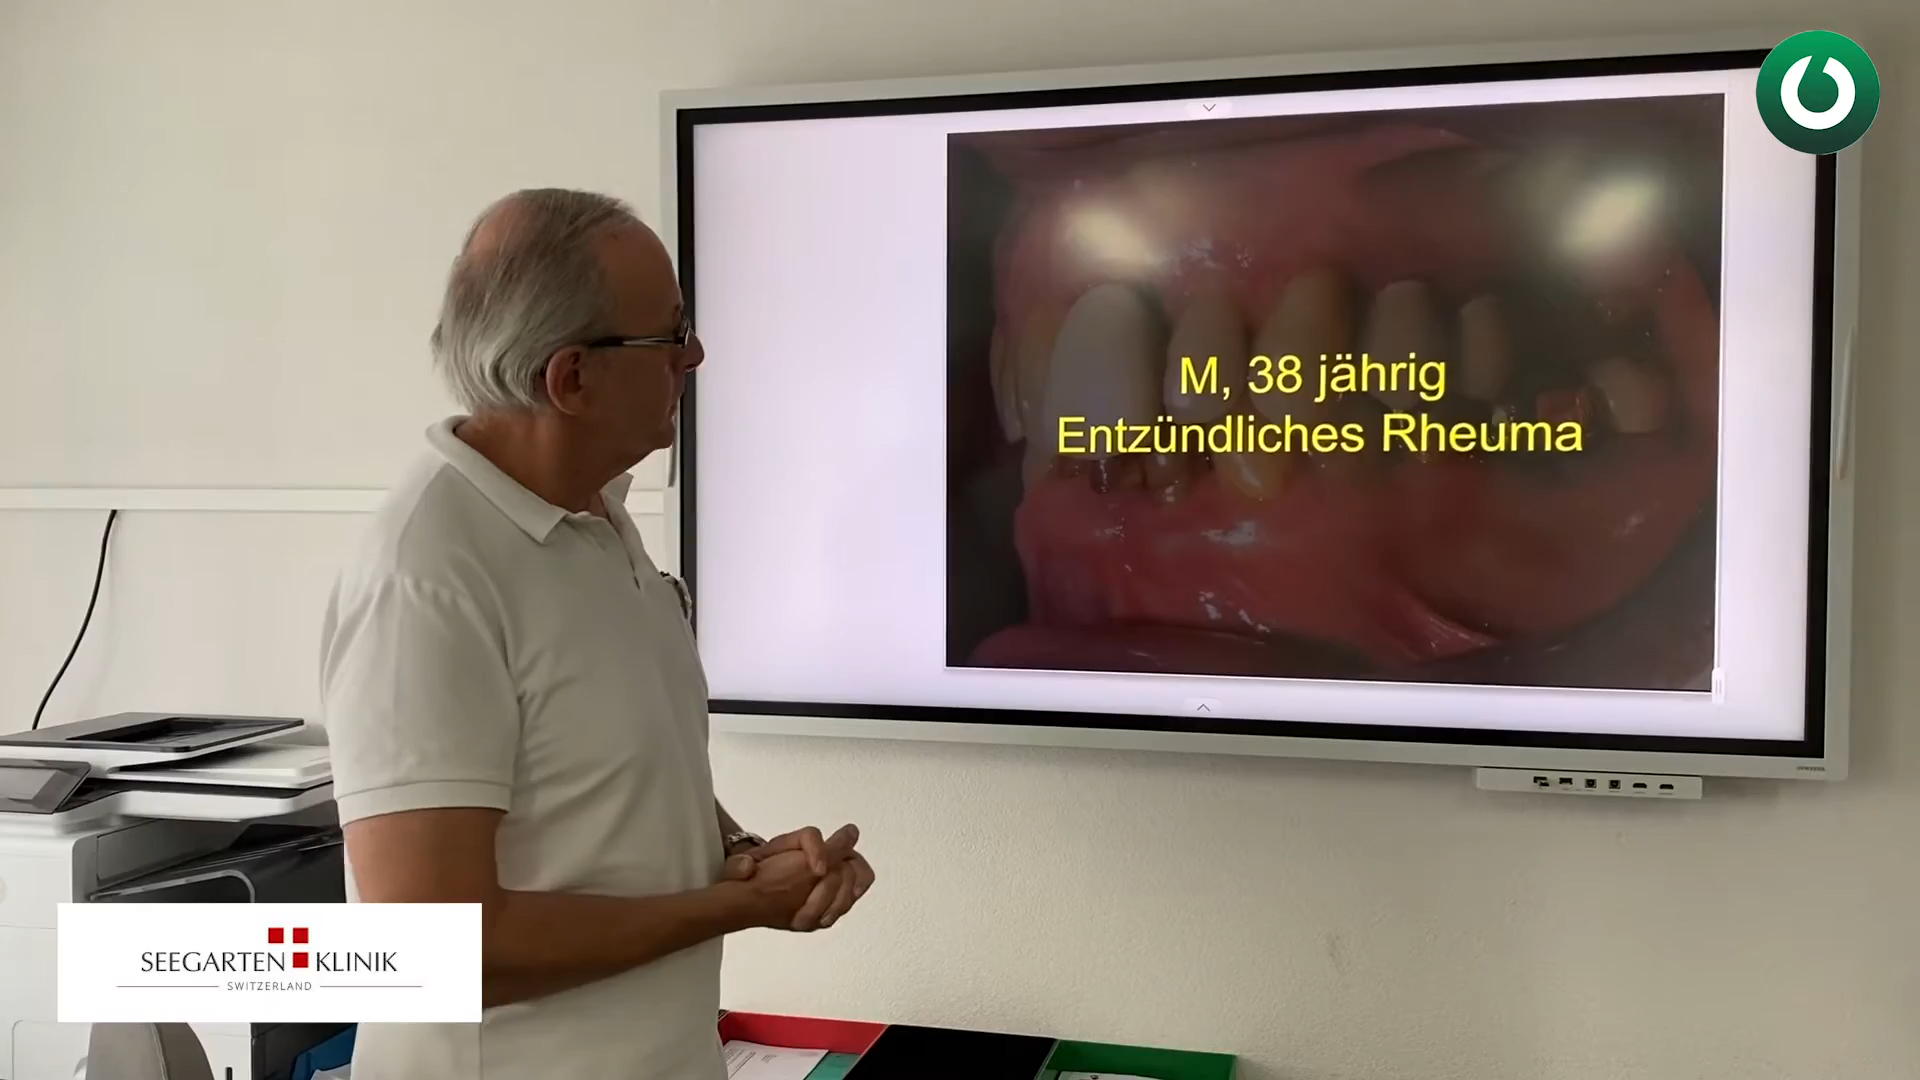 M, 38 jährig
Entzündliches Rheuma
SEEGARTEN KLINIK
SWITZERLAND